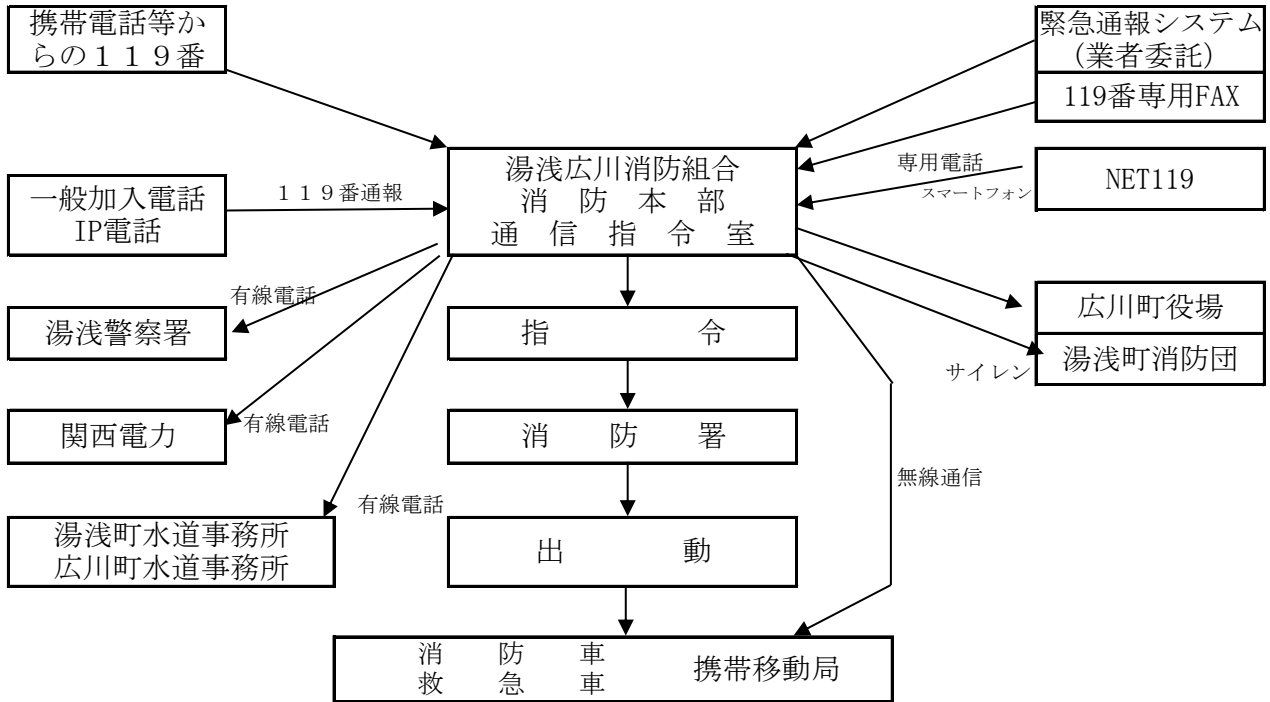 携帯電話等か
らの１１９番
緊急通報システム
(業者委託)
119番専用FAX
湯浅広川消防組合
消　防　本　部
通　信　指　令　室
専用電話
スマートフォン
NET119
一般加入電話
IP電話
１１９番通報
有線電話
湯浅警察署
指　　　令
広川町役場
湯浅町消防団
サイレン
関西電力
有線電話
消　防　署
無線通信
有線電話
湯浅町水道事務所
広川町水道事務所
出　　　動
消　防　車
救　急　車
携帯移動局